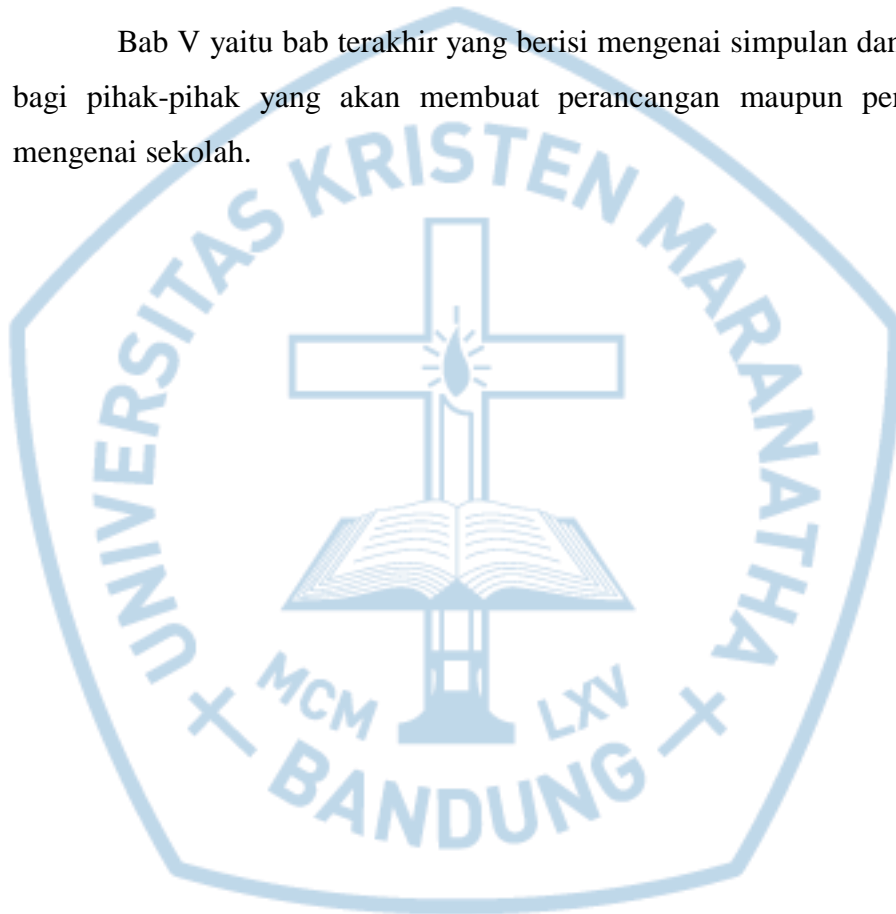 Bab V yaitu bab terakhir yang berisi mengenai simpulan dan
bagi pihak-pihak yang akan membuat perancangan maupun
mengenai sekolah.
UNIVERSITAS KRISTEN MARANATHA
MCM LXV
BANDUNG